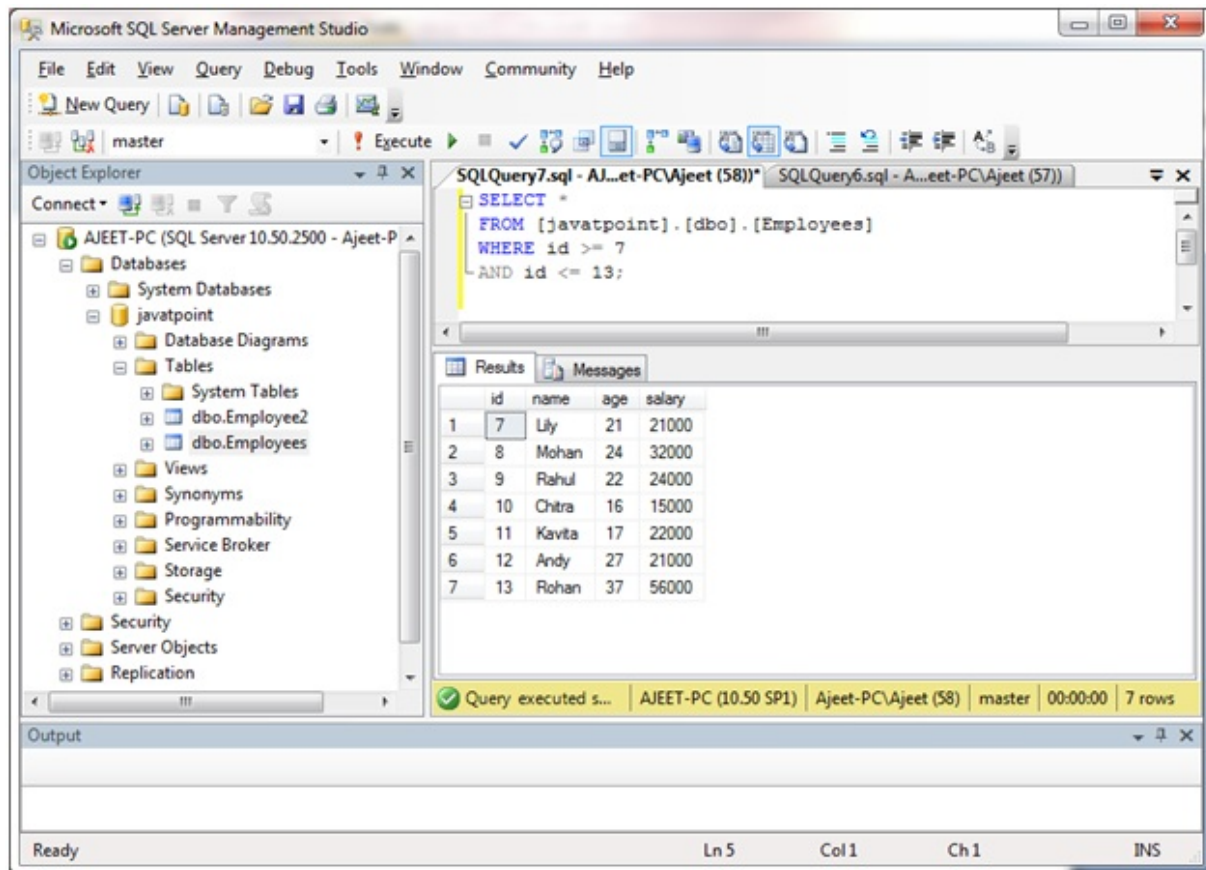 Microsoft SQL Server Management Studio
File Edit View Query Debug Tools Window Community Help
New Query
master Execute
Object Explorer
Connect
AJEET-PC (SQL Server 10.50.2500 - Ajeet-P
Databases
System Databases
javatpoint
Database Diagrams
Tables
System Tables
dbo.Employee2
dbo.Employees
Views
Synonyms
Programmability
Service Broker
Storage
Security
Security
Server Objects
Replication
SQLQuery7.sql - AJ...et-PC\Ajeet (58))* SQLQuery6.sql - A...eet-PC\Ajeet (57))
SELECT *
FROM [javatpoint].[dbo].[Employees]
WHERE id >= 7
AND id <= 13;
Results Messages
id name age salary
1 7 Lily 21 21000
2 8 Mohan 24 32000
3 9 Rahul 22 24000
4 10 Chitra 16 15000
5 11 Kavita 17 22000
6 12 Andy 27 21000
7 13 Rohan 37 56000
Query executed s... AJEET-PC (10.50 SP1) Ajeet-PC\Ajeet (58) master 00:00:00 7 rows
Output
Ready Ln 5 Col 1 Ch 1 INS